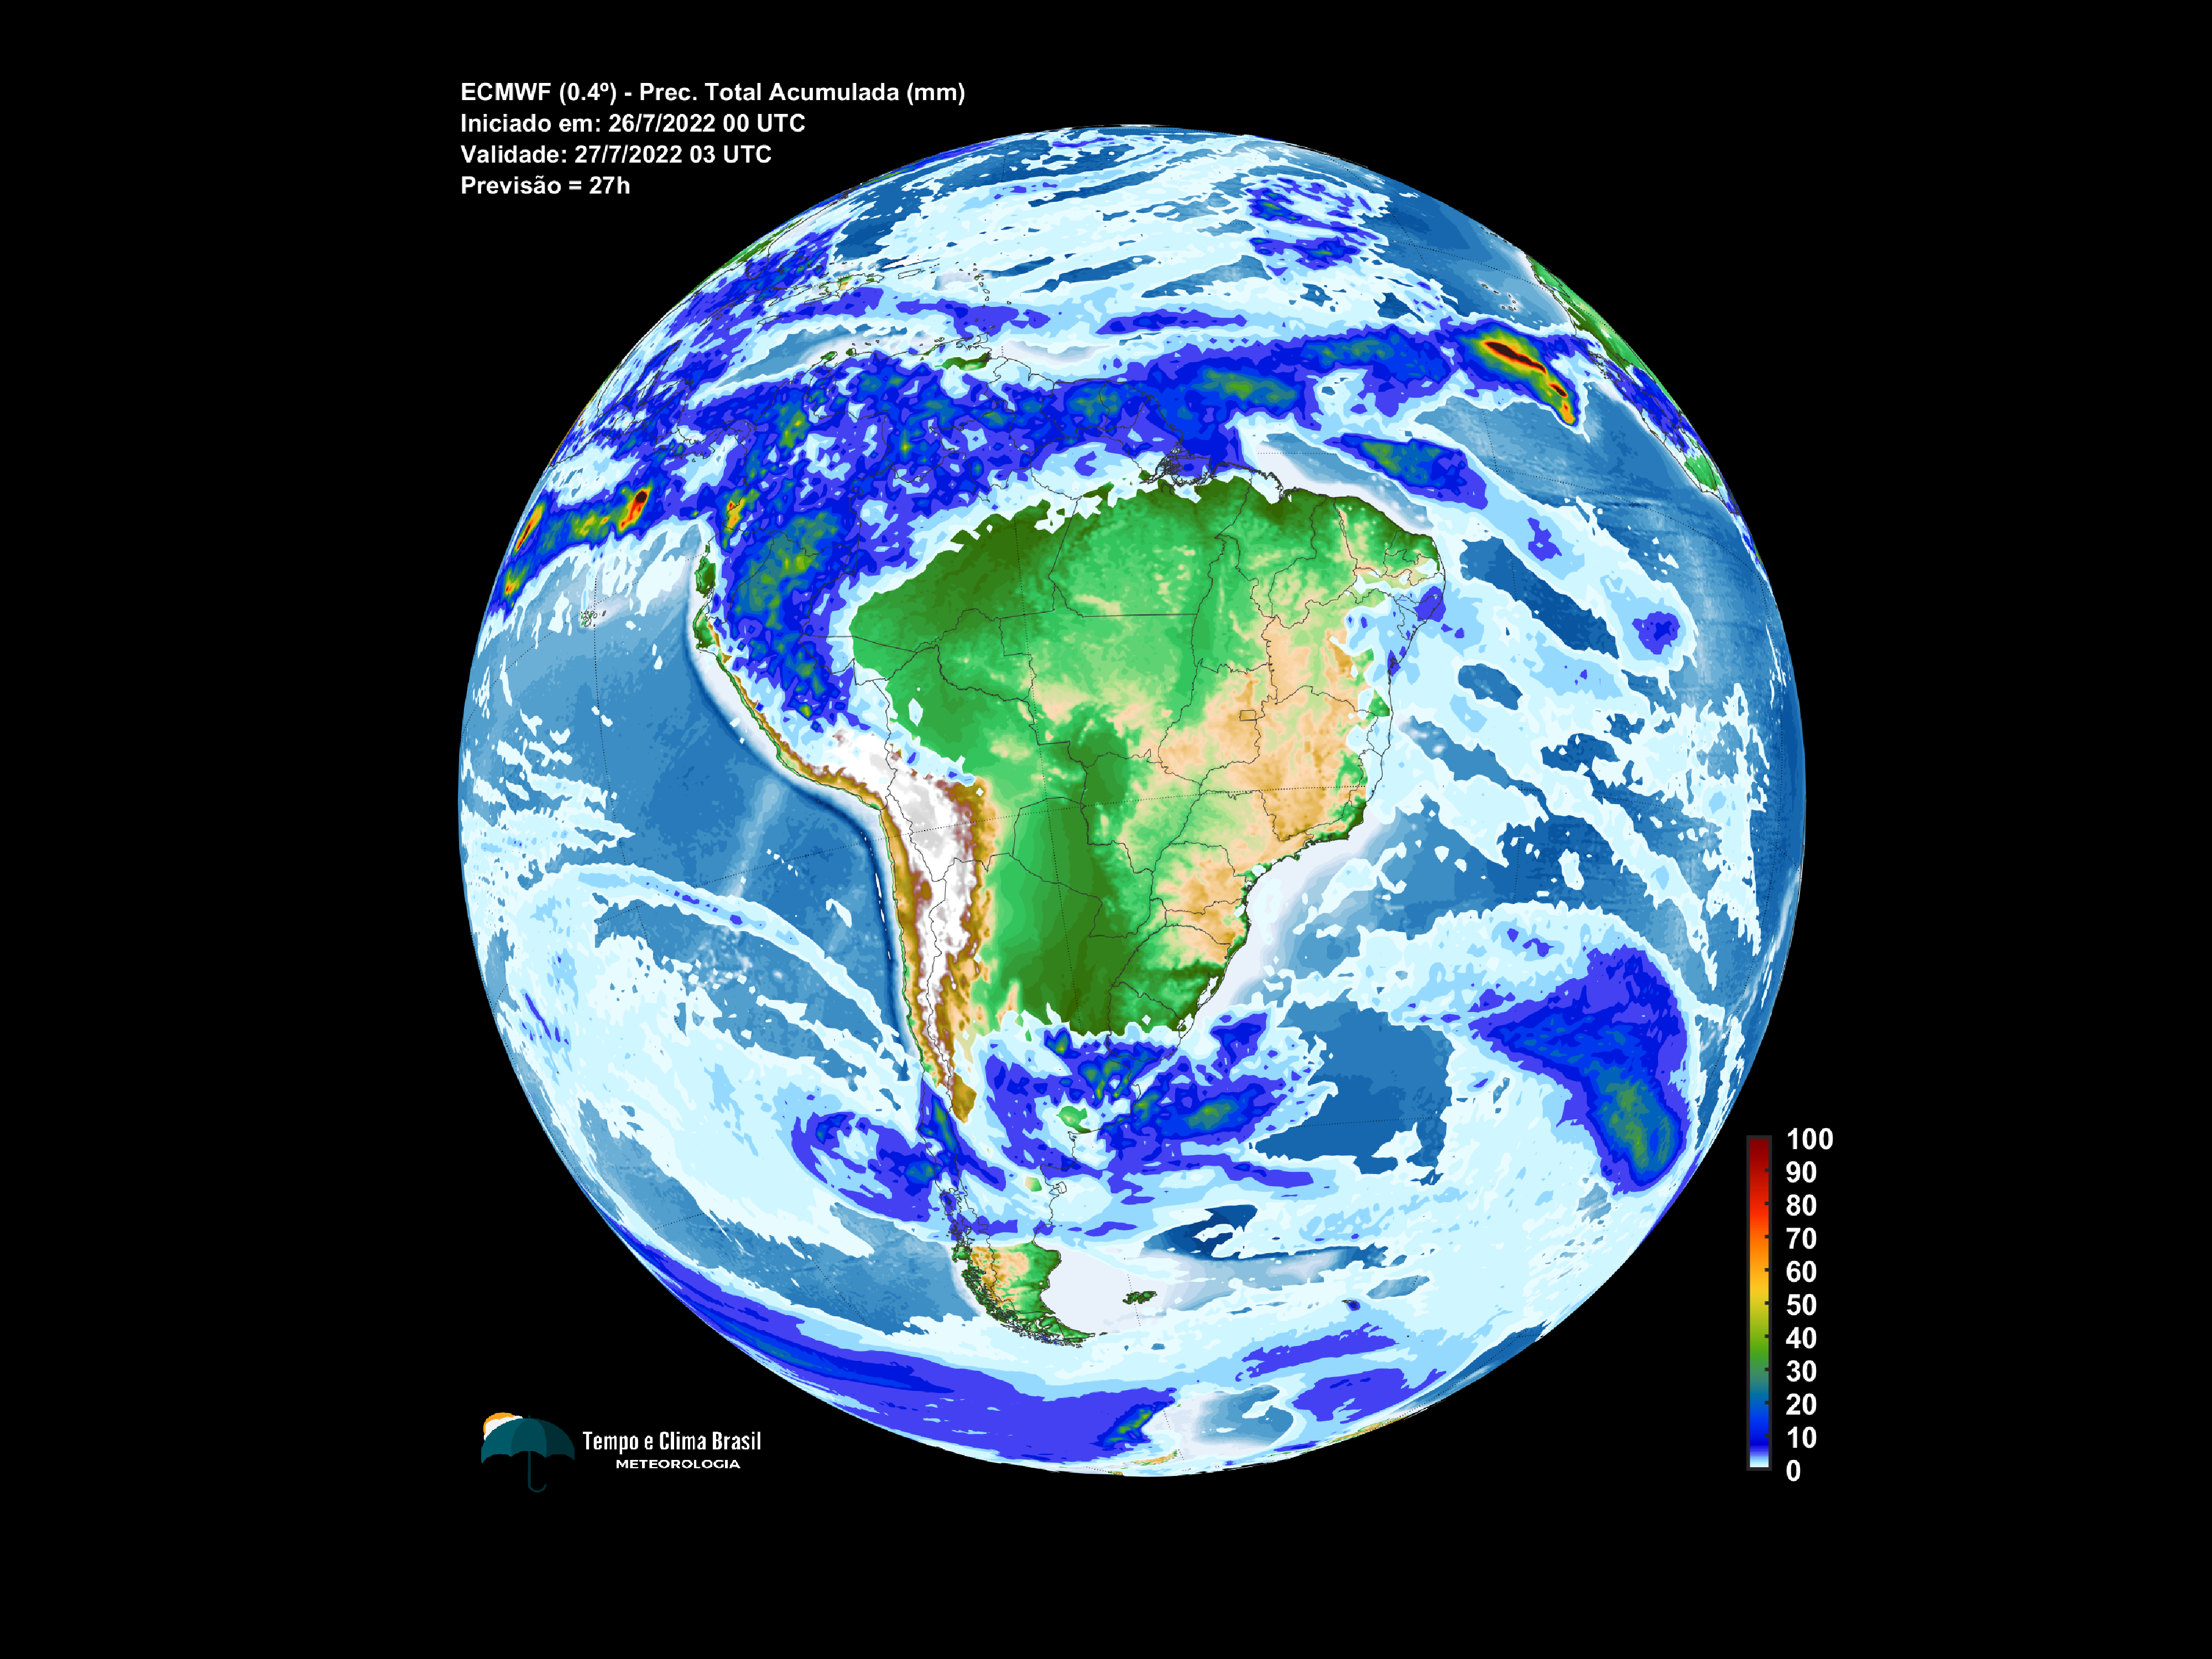 ECMWF (0.4º) - Prec. Total Acumulada (mm)
Iniciado em: 26/7/2022 00 UTC
Validade: 27/7/2022 03 UTC
Previsão = 27h
100
90
80
70
60
50
40
30
20
10
0
Tempo e Clima Brasil
METEOROLOGIA